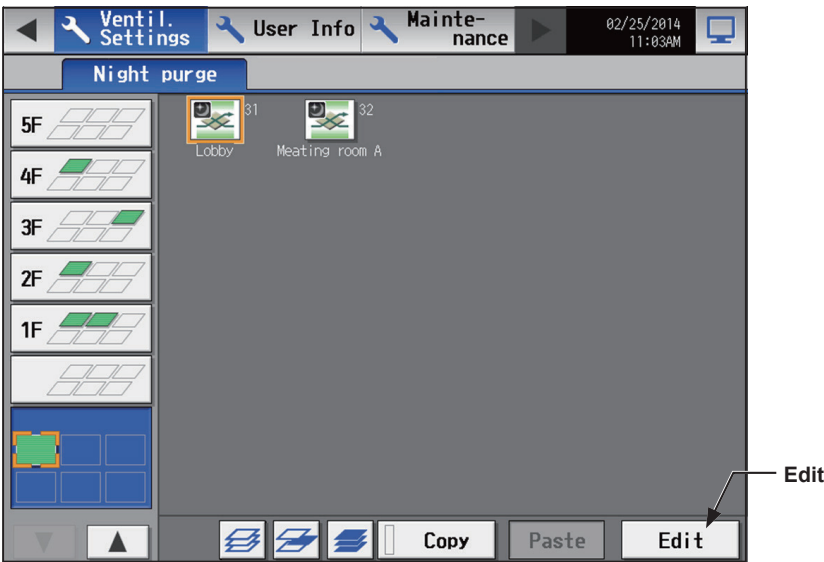 Ventil.
Settings
User Info
Mainte-
nance
02/25/2014
11:03AM
Night purge
5F
4F
3F
2F
1F
31
32
Lobby
Meating room A
Copy
Paste
Edit
Edit